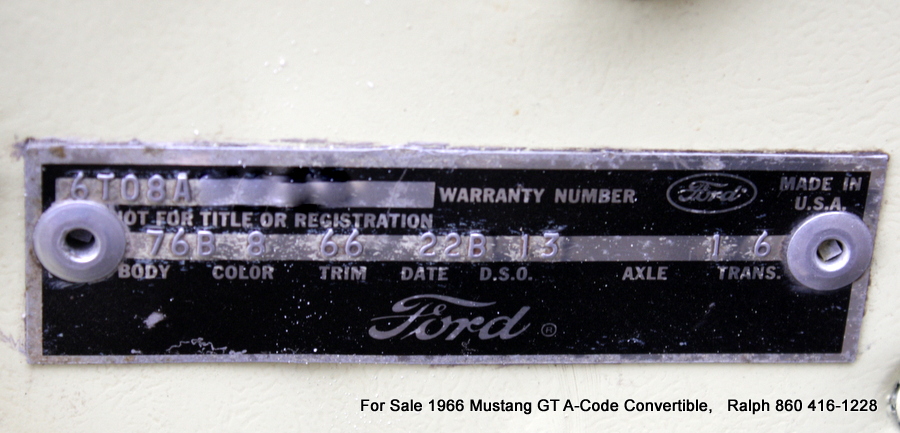 6T08A WARRANTY NUMBER Ford MADE IN U.S.A.
NOT FOR TITLE OR REGISTRATION
76B 8 66 22B 13 1 6
BODY COLOR TRIM DATE D.S.O. AXLE TRANS.
Ford ®
For Sale 1966 Mustang GT A-Code Convertible, Ralph 860 416-1228